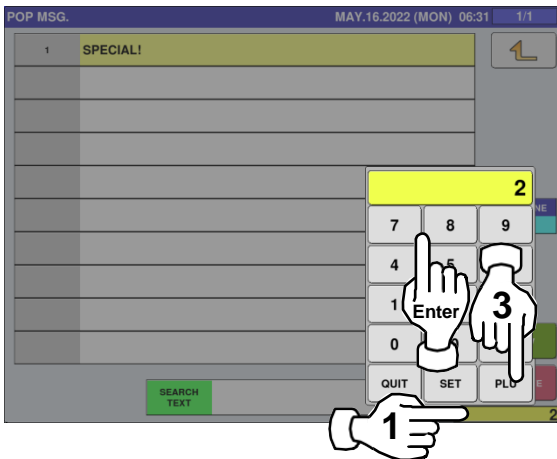 POP MSG. MAY.16.2022 (MON) 06:31 1/1
1 SPECIAL!
2
NE
7 8 9
4 5
1 Enter 3
0
QUIT SET PLU E
SEARCH
TEXT
2
1